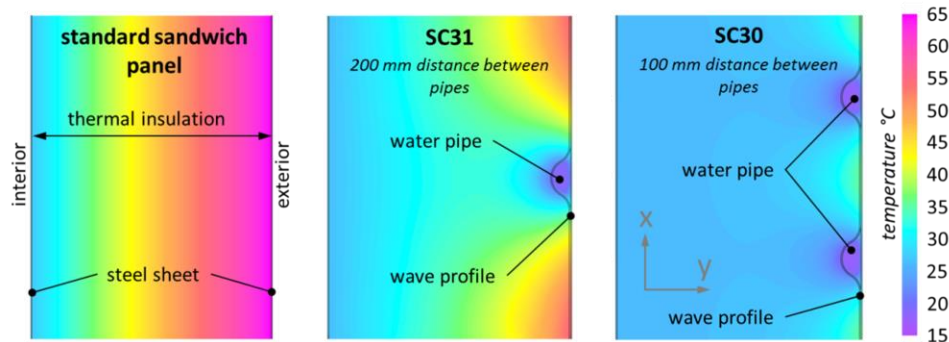 standard sandwich
panel
thermal insulation
interior
exterior
steel sheet
SC31
200 mm distance between
pipes
water pipe
wave profile
SC30
100 mm distance between
pipes
water pipe
x
y
wave profile
temperature °C
65
60
55
50
45
40
35
30
25
20
15